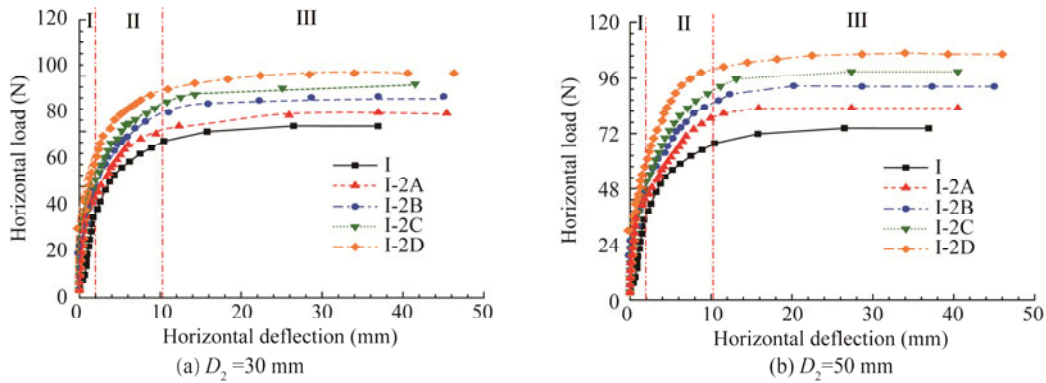 I II III
120
100
80
60
40
20
0
Horizontal load (N)
I
I-2A
I-2B
I-2C
I-2D
0 10 20 30 40 50
Horizontal deflection (mm)
(a) D2 =30 mm
I II III
120
96
72
48
24
0
Horizontal load (N)
I
I-2A
I-2B
I-2C
I-2D
0 10 20 30 40 50
Horizontal deflection (mm)
(b) D2=50 mm